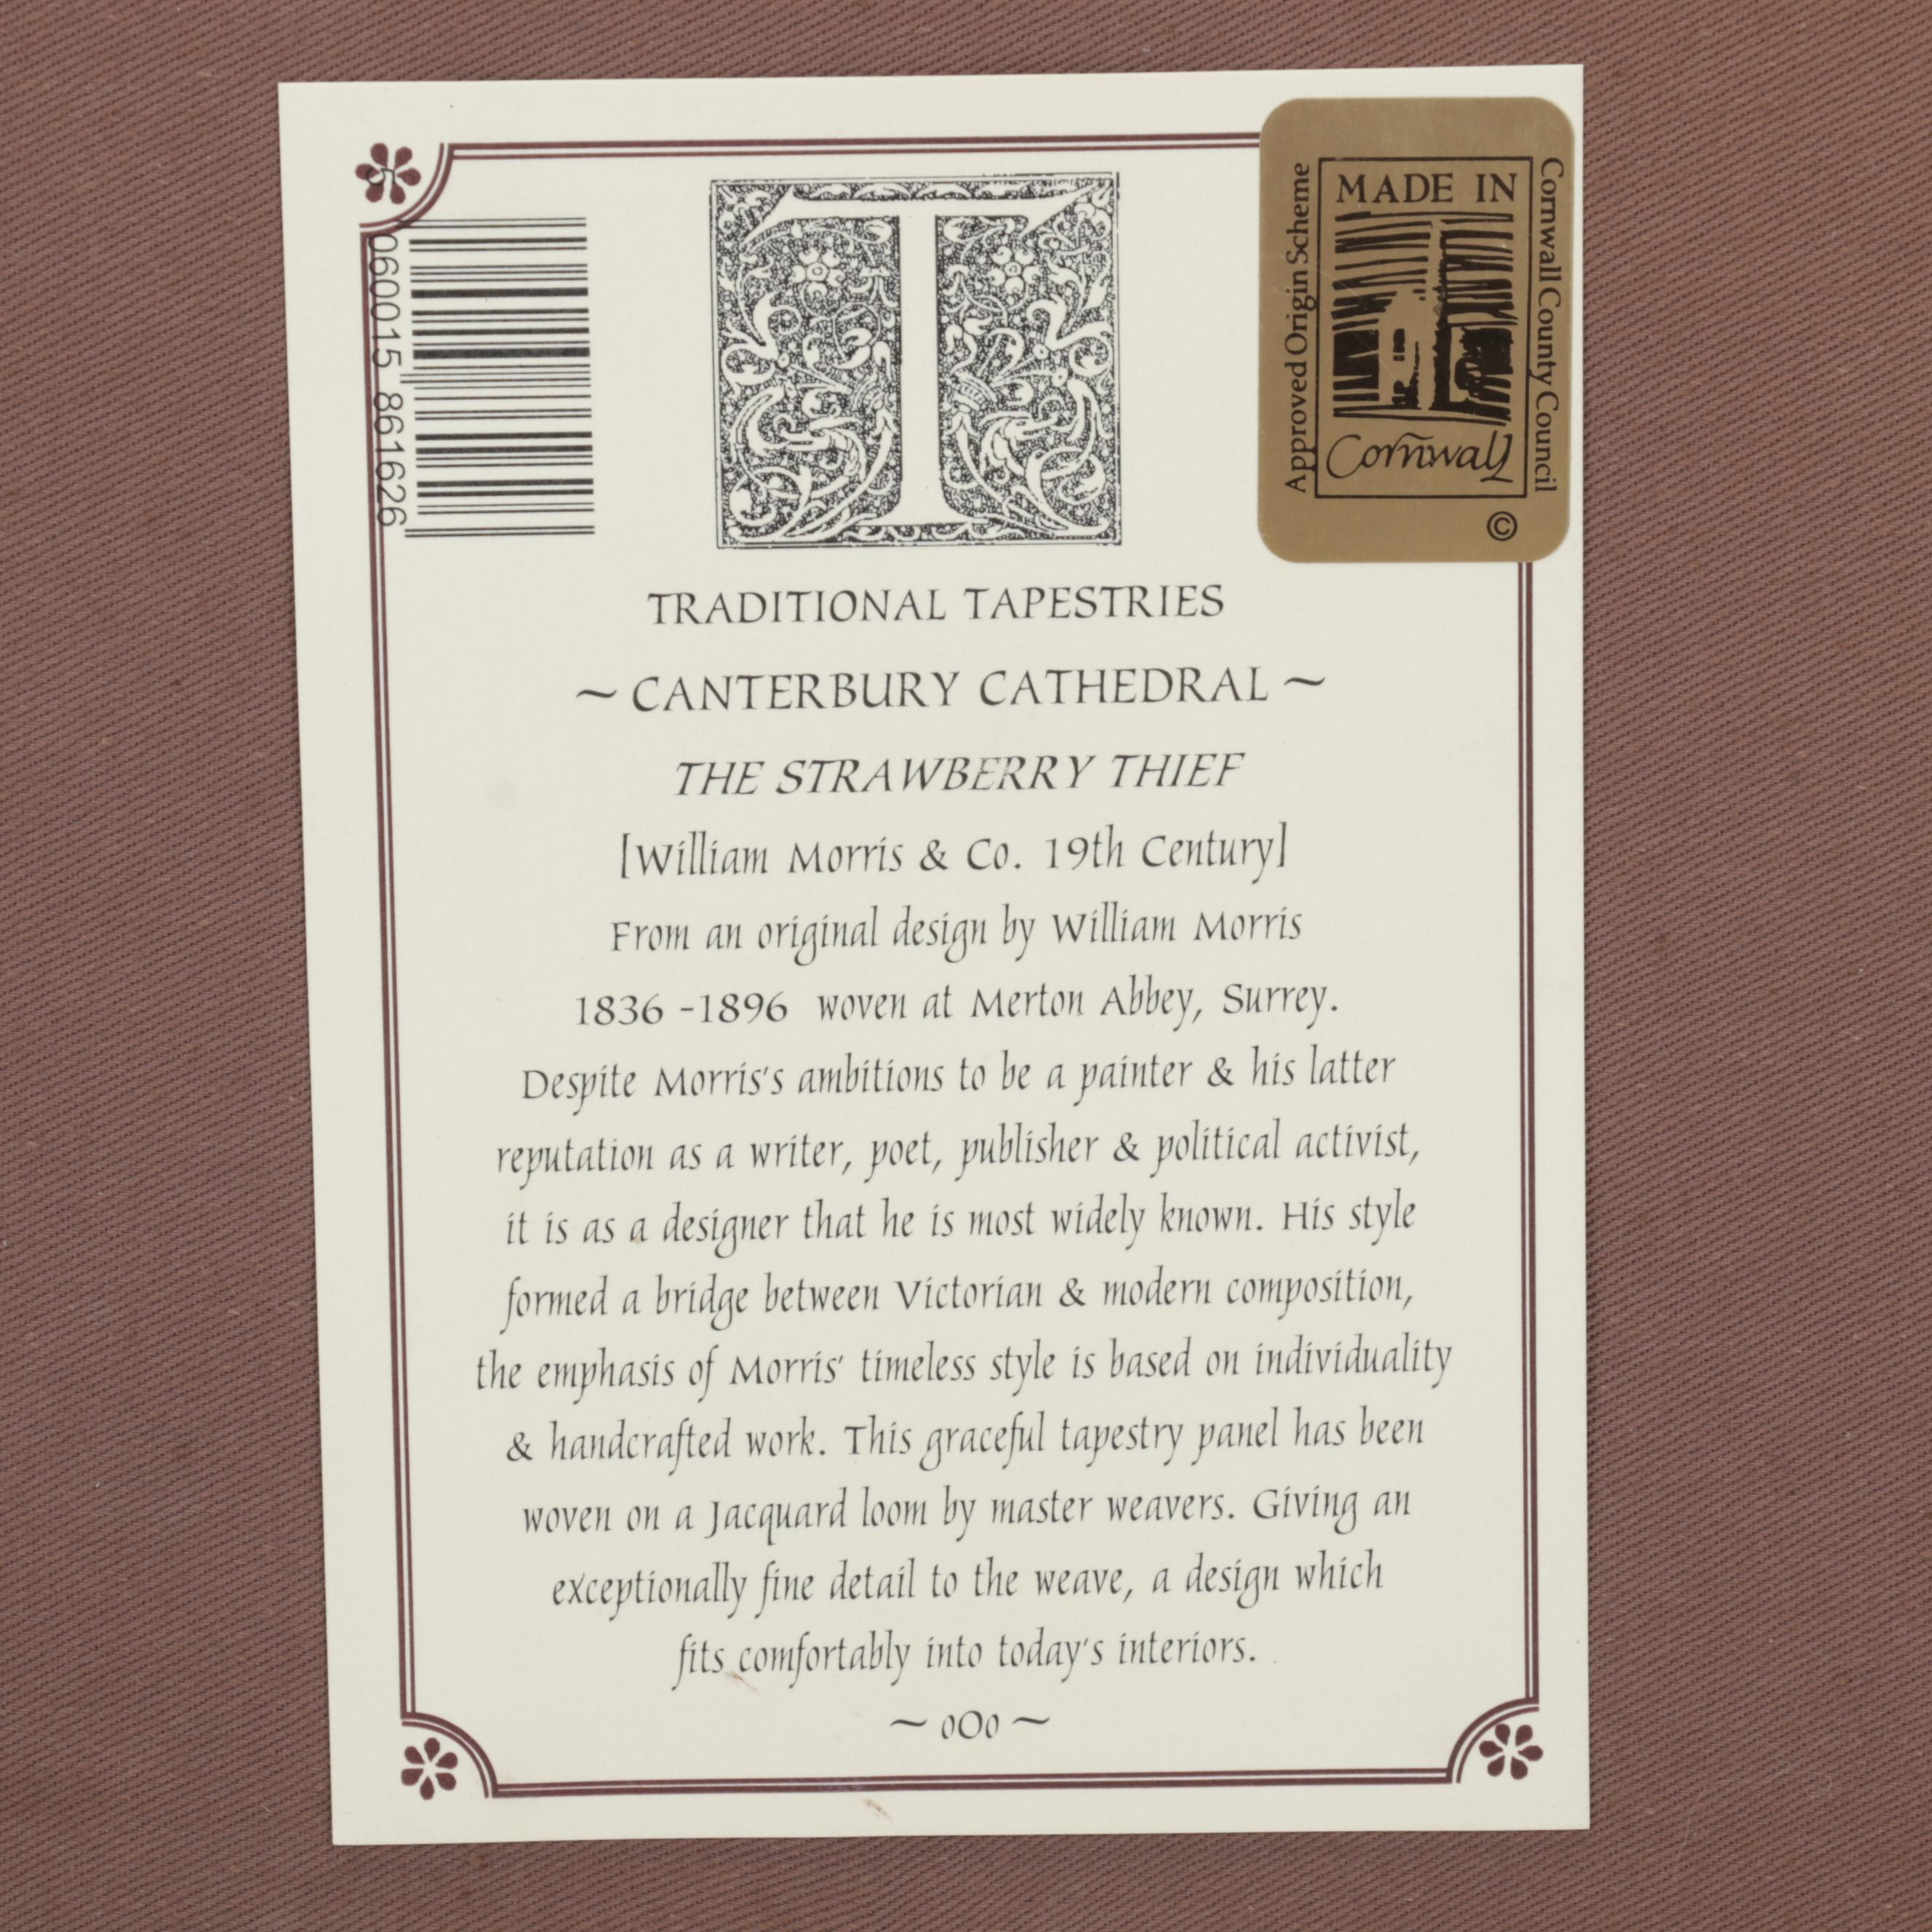 5 060015 861626
T
Approved Origin Scheme
MADE IN
Cornwall
Cornwall County Council
©
TRADITIONAL TAPESTRIES
~ CANTERBURY CATHEDRAL ~
THE STRAWBERRY THIEF
[William Morris & Co. 19th Century]
From an original design by William Morris
1836 -1896 woven at Merton Abbey, Surrey.
Despite Morris's ambitions to be a painter & his latter
reputation as a writer, poet, publisher & political activist,
it is as a designer that he is most widely known. His style
formed a bridge between Victorian & modern composition,
the emphasis of Morris' timeless style is based on individuality
& handcrafted work. This graceful tapestry panel has been
woven on a Jacquard loom by master weavers. Giving an
exceptionally fine detail to the weave, a design which
fits comfortably into today's interiors.
~ oOo ~